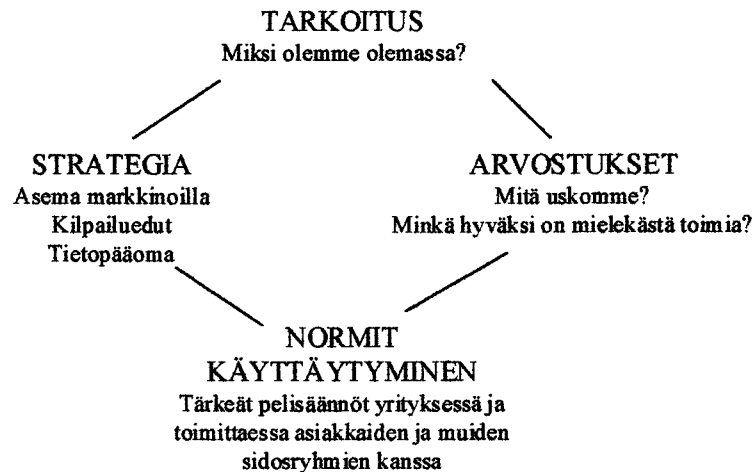 TARKOITUS
Miksi olemme olemassa?
STRATEGIA
Asema markkinoilla
Kilpailuedut
Tietopääoma
ARVOSTUKSET
Mitä uskomme?
Minkä hyväksi on mielekästä toimia?
NORMIT
KÄYTTÄYTYMINEN
Tärkeät pelisäännöt yrityksessä ja
toimittaessa asiakkaiden ja muiden
sidosryhmien kanssa